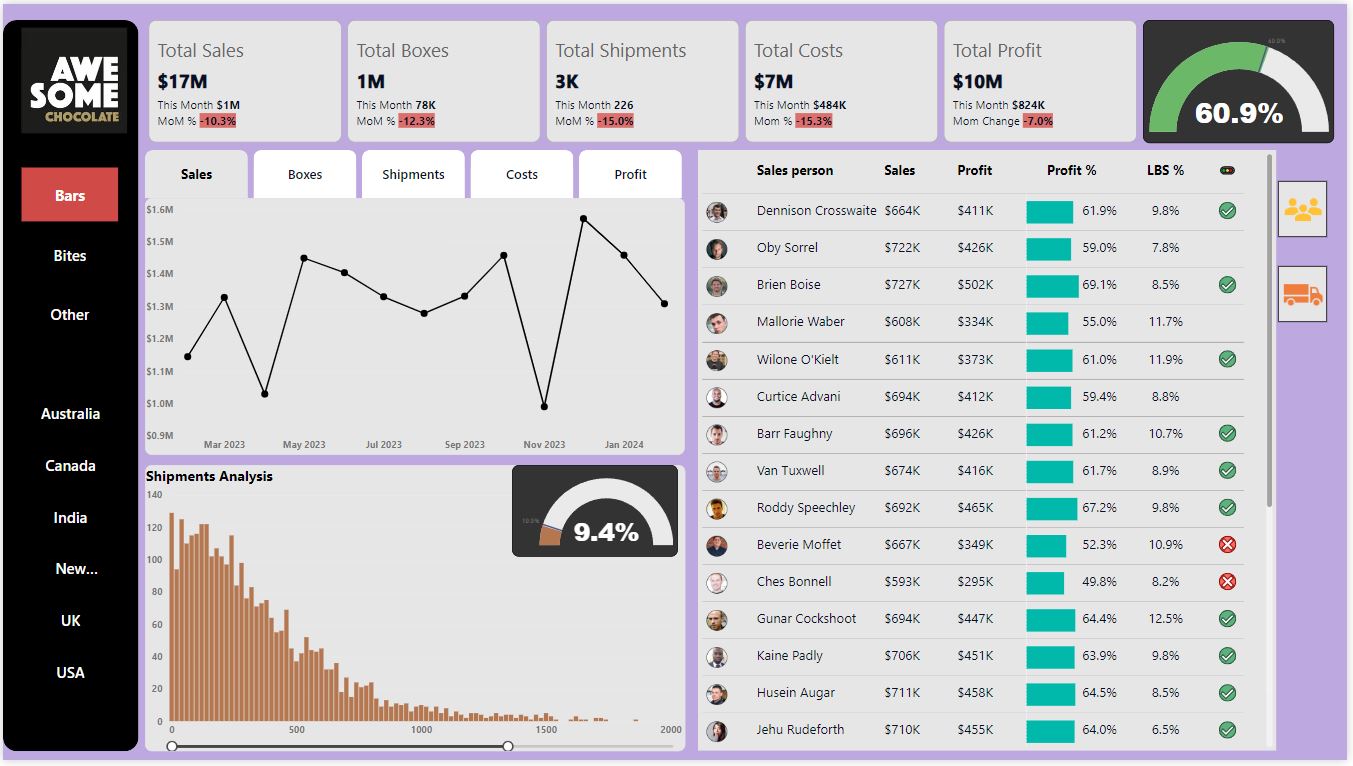 AWE
SOME
CHOCOLATE
Bars
Bites
Other
Australia
Canada
India
New...
UK
USA
Total Sales
$17M
This Month $1M
MoM % -10.3%
Total Boxes
1M
This Month 78K
MoM % -12.3%
Total Shipments
3K
This Month 226
MoM % -15.0%
Total Costs
$7M
This Month $484K
Mom % -15.3%
Total Profit
$10M
This Month $824K
Mom Change -7.0%
60.0%
60.9%
Sales Boxes Shipments Costs Profit
$1.6M
$1.5M
$1.4M
$1.3M
$1.2M
$1.1M
$1.0M
$0.9M
Mar 2023 May 2023 Jul 2023 Sep 2023 Nov 2023 Jan 2024
Shipments Analysis
140
120
100
80
60
40
20
0
0 500 1000 1500 2000
10.0%
9.4%
Sales person Sales Profit Profit % LBS %
Dennison Crosswaite $664K $411K 61.9% 9.8%
Oby Sorrel $722K $426K 59.0% 7.8%
Brien Boise $727K $502K 69.1% 8.5%
Mallorie Waber $608K $334K 55.0% 11.7%
Wilone O'Kielt $611K $373K 61.0% 11.9%
Curtice Advani $694K $412K 59.4% 8.8%
Barr Faughny $696K $426K 61.2% 10.7%
Van Tuxwell $674K $416K 61.7% 8.9%
Roddy Speechley $692K $465K 67.2% 9.8%
Beverie Moffet $667K $349K 52.3% 10.9%
Ches Bonnell $593K $295K 49.8% 8.2%
Gunar Cockshoot $694K $447K 64.4% 12.5%
Kaine Padly $706K $451K 63.9% 9.8%
Husein Augar $711K $458K 64.5% 8.5%
Jehu Rudeforth $710K $455K 64.0% 6.5%